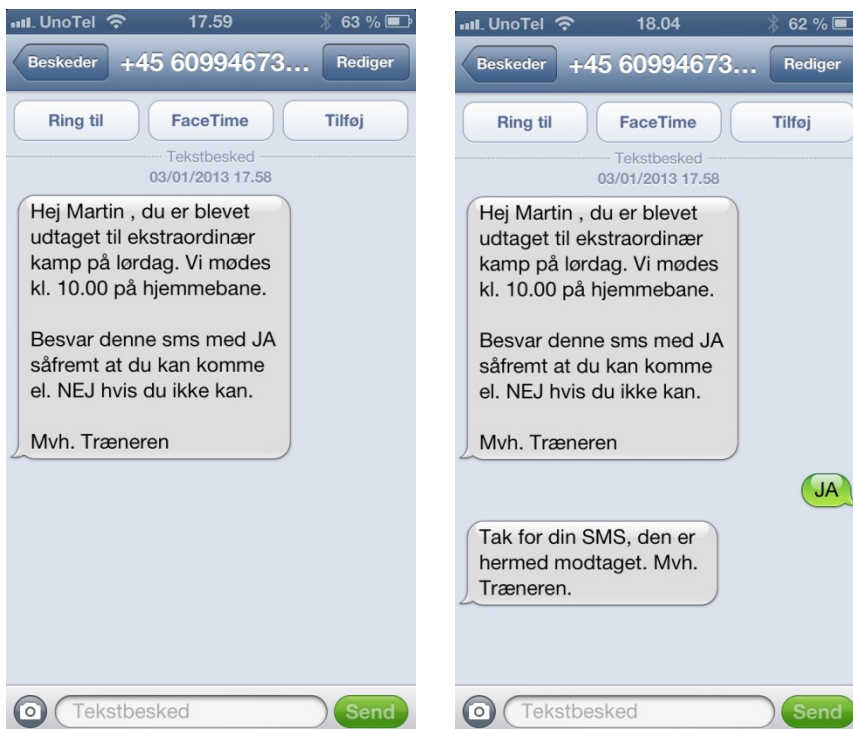 UnoTel 17.59 63 %
Beskeder +45 60994673... Rediger
Ring til FaceTime Tilføj
Tekstbesked
03/01/2013 17.58
Hej Martin , du er blevet
udtaget til ekstraordinær
kamp på lørdag. Vi mødes
kl. 10.00 på hjemmebane.
Besvar denne sms med JA
såfremt at du kan komme
el. NEJ hvis du ikke kan.
Mvh. Træneren
Tekstbesked Send
UnoTel 18.04 62 %
Beskeder +45 60994673... Rediger
Ring til FaceTime Tilføj
Tekstbesked
03/01/2013 17.58
Hej Martin , du er blevet
udtaget til ekstraordinær
kamp på lørdag. Vi mødes
kl. 10.00 på hjemmebane.
Besvar denne sms med JA
såfremt at du kan komme
el. NEJ hvis du ikke kan.
Mvh. Træneren
JA
Tak for din SMS, den er
hermed modtaget. Mvh.
Træneren.
Tekstbesked Send